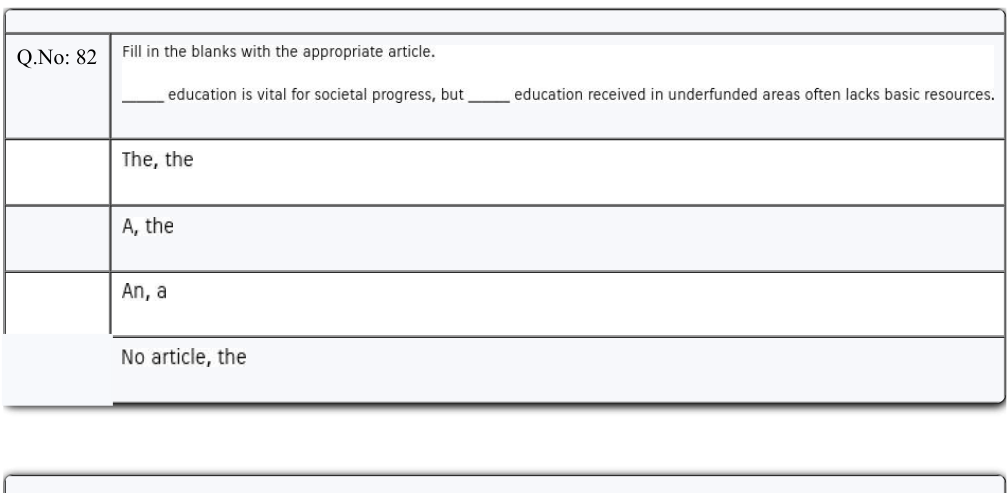 Q.No: 82
Fill in the blanks with the appropriate article.
_____ education is vital for societal progress, but _____ education received in underfunded areas often lacks basic resources.
The, the
A, the
An, a
No article, the